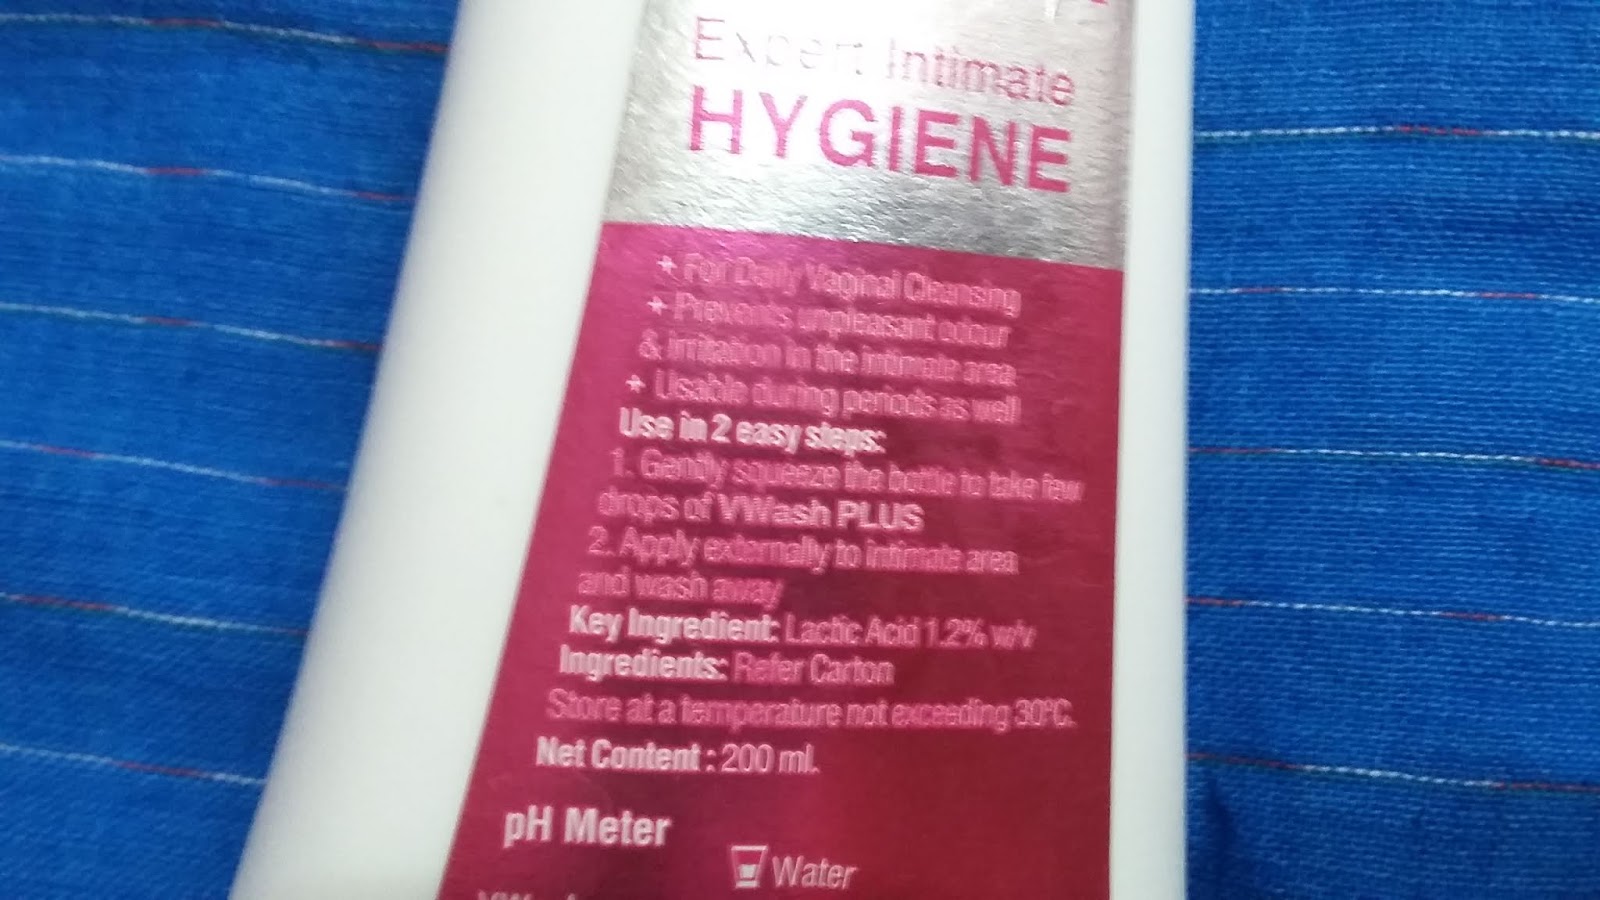 Expert Intimate
HYGIENE
+ For Daily Vaginal Cleansing
+ Prevents unpleasant odour
& irritation in the intimate area
+ Usable during periods as well
Use in 2 easy steps:
1. Gently squeeze the bottle to take few
drops of VWash PLUS
2. Apply externally to intimate area
and wash away
Key Ingredient: Lactic Acid 1.2% w/v
Ingredients: Refer Carton
Store at a temperature not exceeding 30°C.
Net Content : 200 ml.
pH Meter
Water